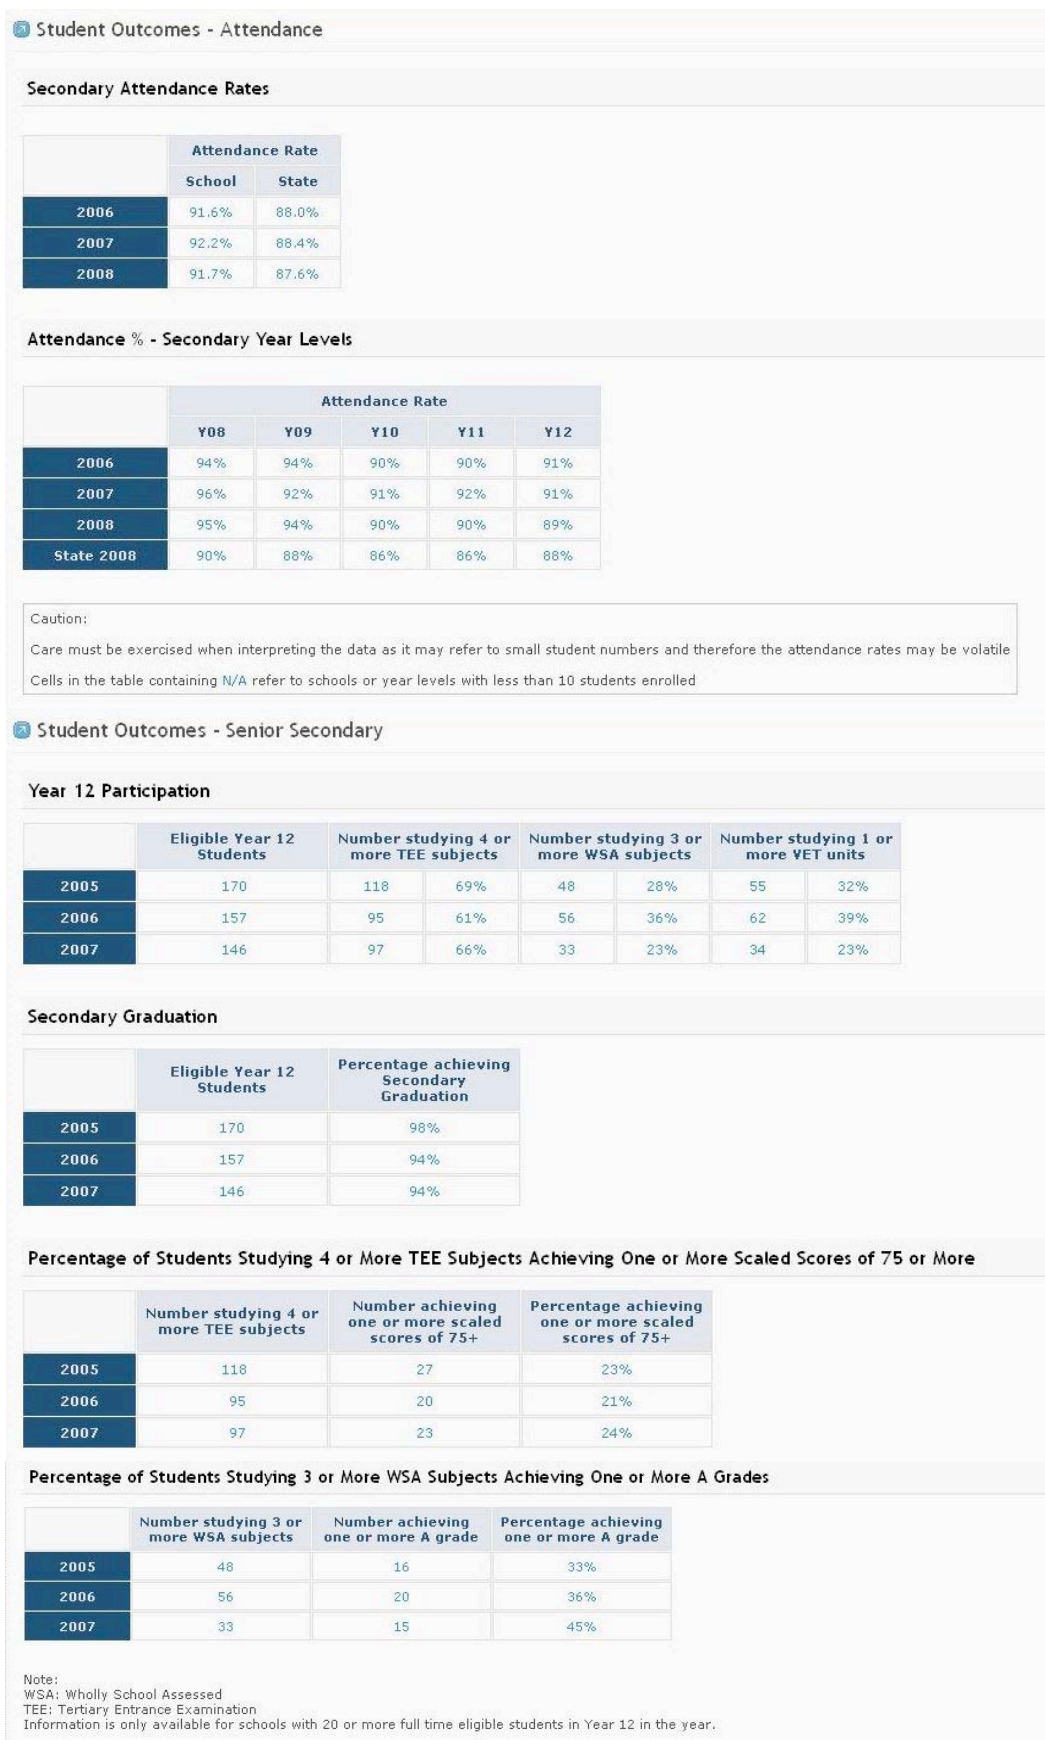 Student Outcomes - Attendance
Secondary Attendance Rates
Attendance Rate
School State
2006 91.6% 88.0%
2007 92.2% 88.4%
2008 91.7% 87.6%
Attendance % - Secondary Year Levels
Attendance Rate
Y08 Y09 Y10 Y11 Y12
2006 94% 94% 90% 90% 91%
2007 96% 92% 91% 92% 91%
2008 95% 94% 90% 90% 89%
State 2008 90% 88% 86% 86% 88%
Caution:
Care must be exercised when interpreting the data as it may refer to small student numbers and therefore the attendance rates may be volatile
Cells in the table containing N/A refer to schools or year levels with less than 10 students enrolled
Student Outcomes - Senior Secondary
Year 12 Participation
Eligible Year 12 Number studying 4 or Number studying 3 or Number studying 1 or
Students more TEE subjects more WSA subjects more VET units
2005 170 118 69% 48 28% 55 32%
2006 157 95 61% 56 36% 62 39%
2007 146 97 66% 33 23% 34 23%
Secondary Graduation
Eligible Year 12 Students
Percentage achieving Secondary Graduation
2005 170 98%
2006 157 94%
2007 146 94%
Percentage of Students Studying 4 or More TEE Subjects Achieving One or More Scaled Scores of 75 or More
Number studying 4 or more TEE subjects
Number achieving one or more scaled scores of 75+
Percentage achieving one or more scaled scores of 75+
2005 118 27 23%
2006 95 20 21%
2007 97 23 24%
Percentage of Students Studying 3 or More WSA Subjects Achieving One or More A Grades
Number studying 3 or Number achieving Percentage achieving
more WSA subjects one or more A grade one or more A grade
2005 48 16 33%
2006 56 20 36%
2007 33 15 45%
Note:
WSA: Wholly School Assessed
TEE: Tertiary Entrance Examination
Information is only available for schools with 20 or more full time eligible students in Year 12 in the year.